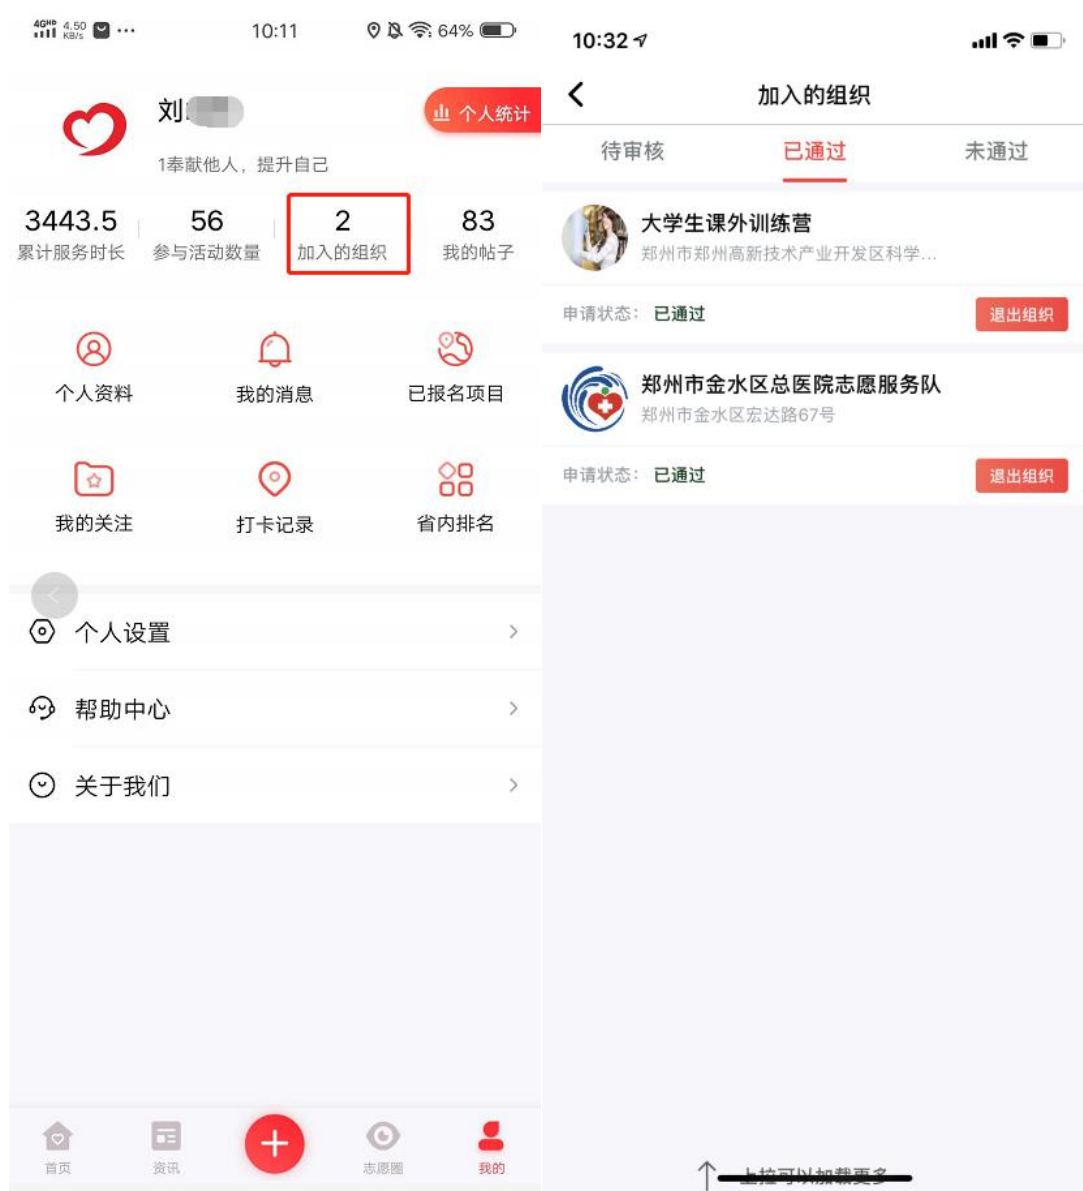 4GHD 4.50 KB/s ··· 10:11 64%
刘
个人统计
1奉献他人，提升自己
3443.5 56 2 83
累计服务时长 参与活动数量 加入的组织 我的帖子
个人资料 我的消息 已报名项目
我的关注 打卡记录 省内排名
个人设置
帮助中心
关于我们
首页 资讯 志愿圈 我的
10:32
加入的组织
待审核 已通过 未通过
大学生课外训练营
郑州市郑州高新技术产业开发区科学...
申请状态： 已通过 退出组织
郑州市金水区总医院志愿服务队
郑州市金水区宏达路67号
申请状态： 已通过 退出组织
上拉可以加载更多